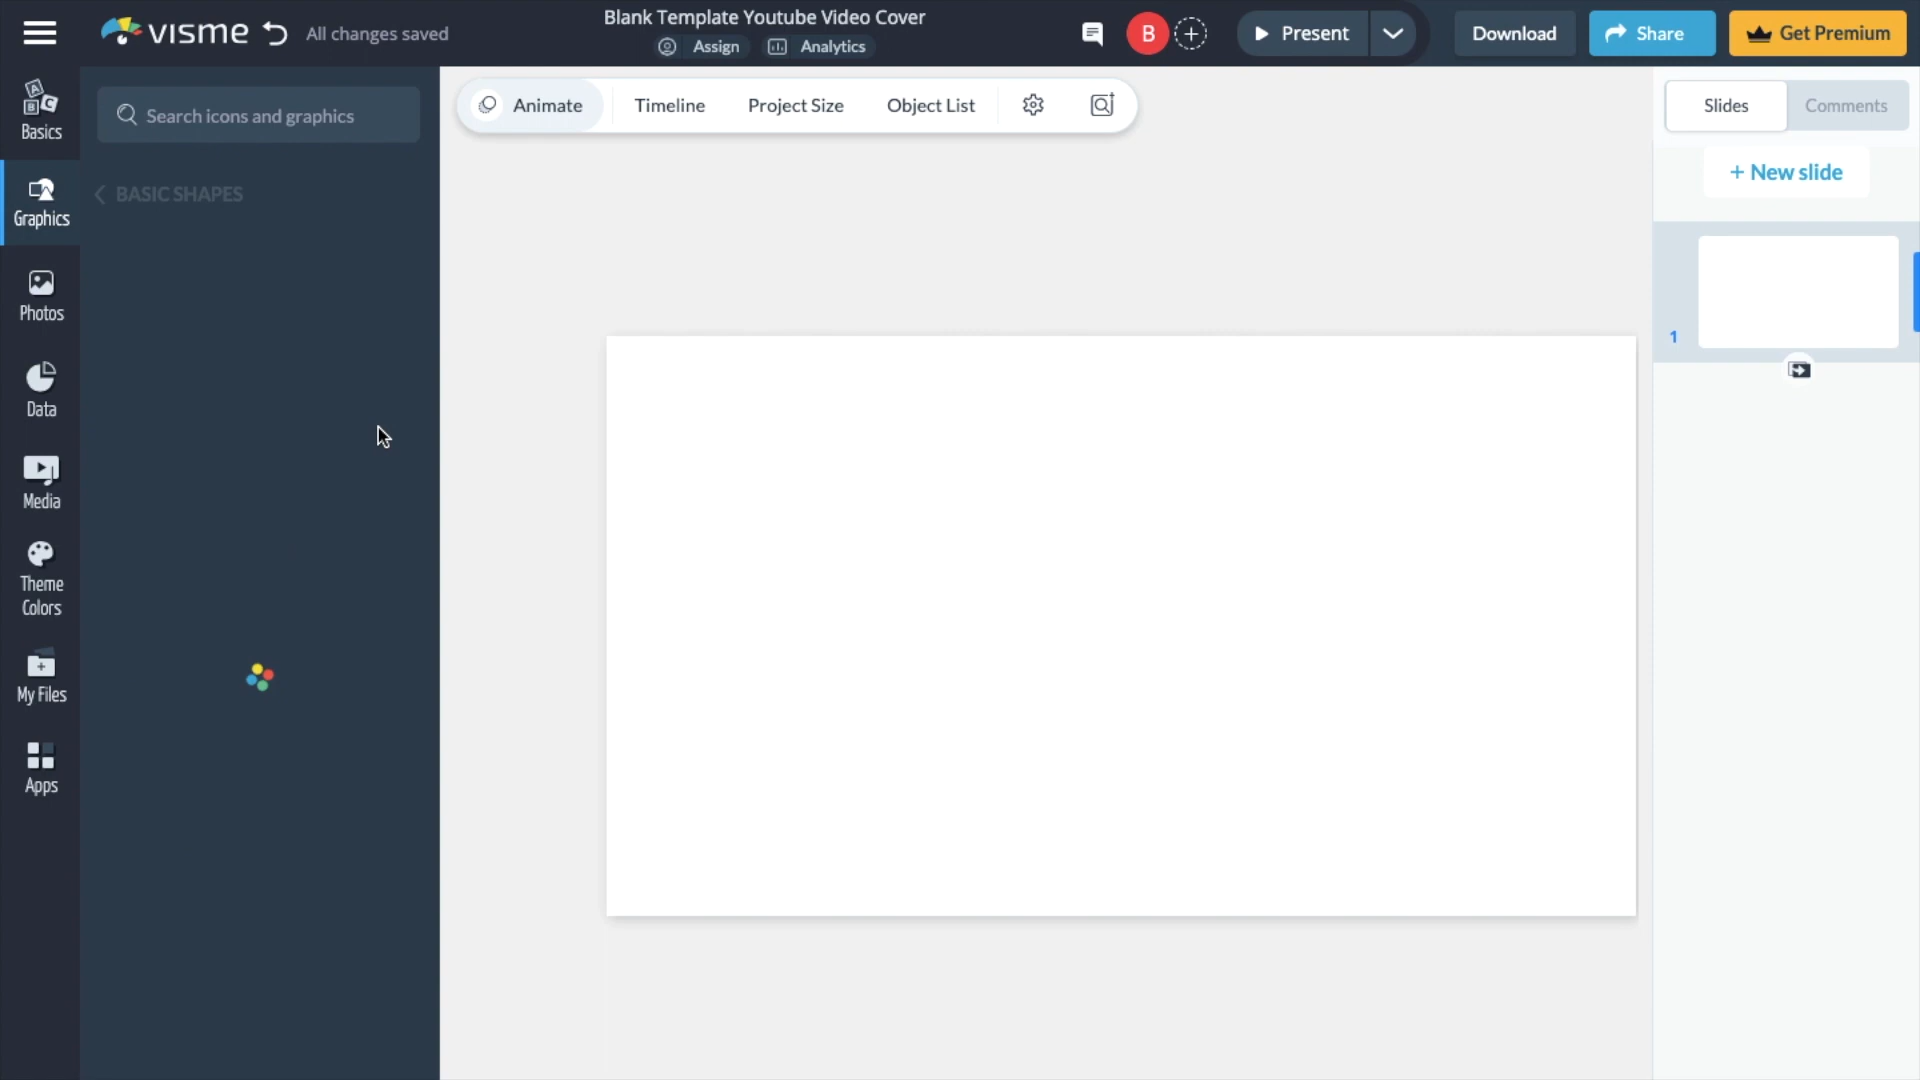 visme
All changes saved
Blank Template Youtube Video Cover
Assign
Analytics
B
Present
Download
Share
Get Premium
A
B C
Basics
Graphics
Photos
Data
Media
Theme
Colors
My Files
Apps
Search icons and graphics
BASIC SHAPES
Animate
Timeline
Project Size
Object List
Slides
Comments
+ New slide
1